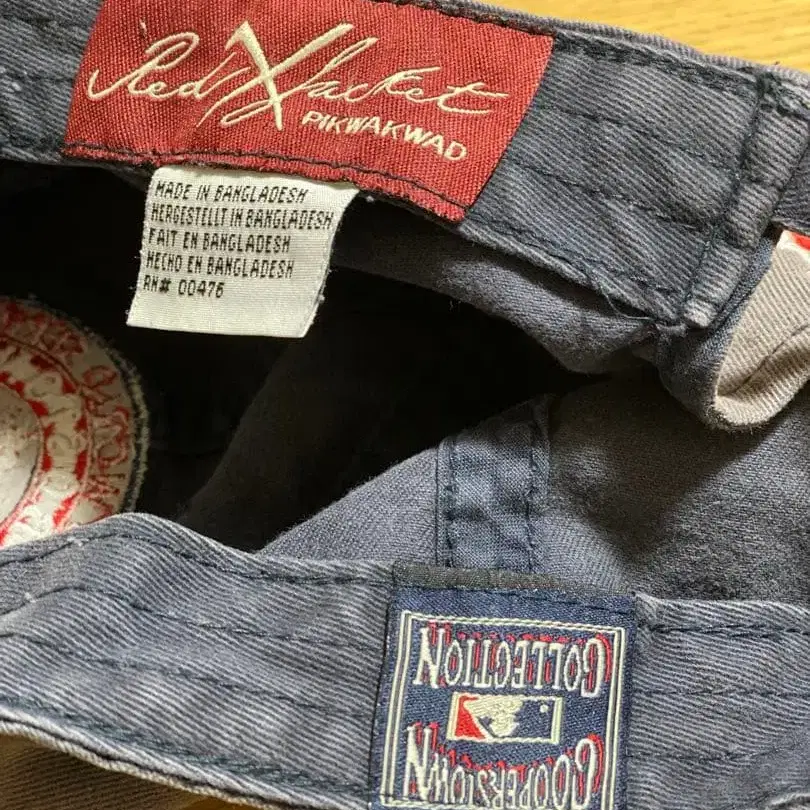 Red Jacket
PIKWAKWAD
MADE IN BANGLADESH
HERGESTELLT IN BANGLADESH
FAIT EN BANGLADESH
HECHO EN BANGLADESH
RN# 00476
COOPERSTOWN
COLLECTION